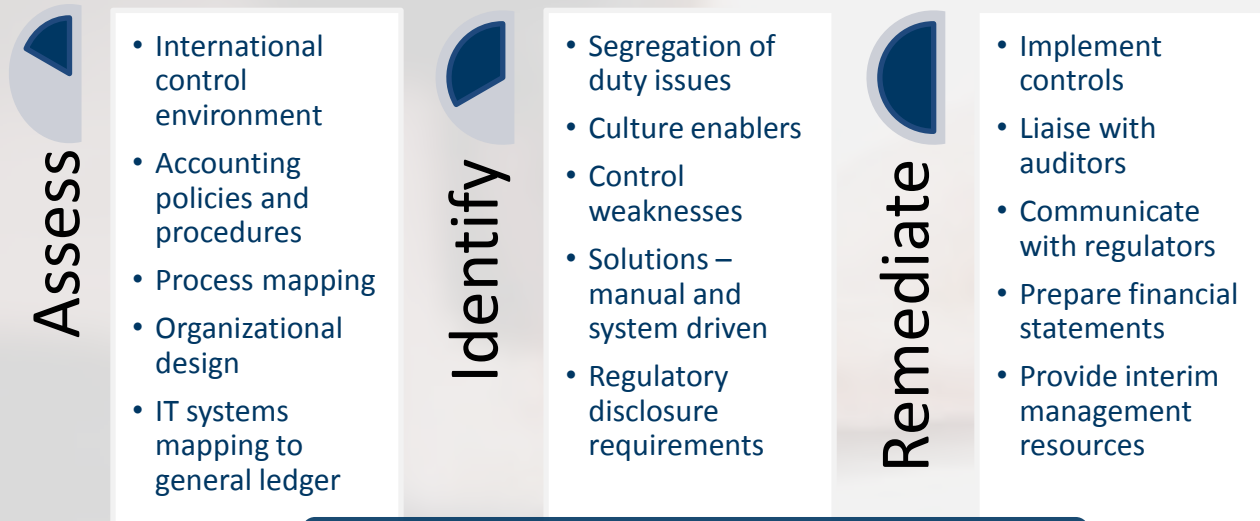 Assess
• International
control
environment
• Accounting
policies and
procedures
• Process mapping
• Organizational
design
• IT systems
mapping to
general ledger
Identify
• Segregation of
duty issues
• Culture enablers
• Control
weaknesses
• Solutions –
manual and
system driven
• Regulatory
disclosure
requirements
Remediate
• Implement
controls
• Liaise with
auditors
• Communicate
with regulators
• Prepare financial
statements
• Provide interim
management
resources